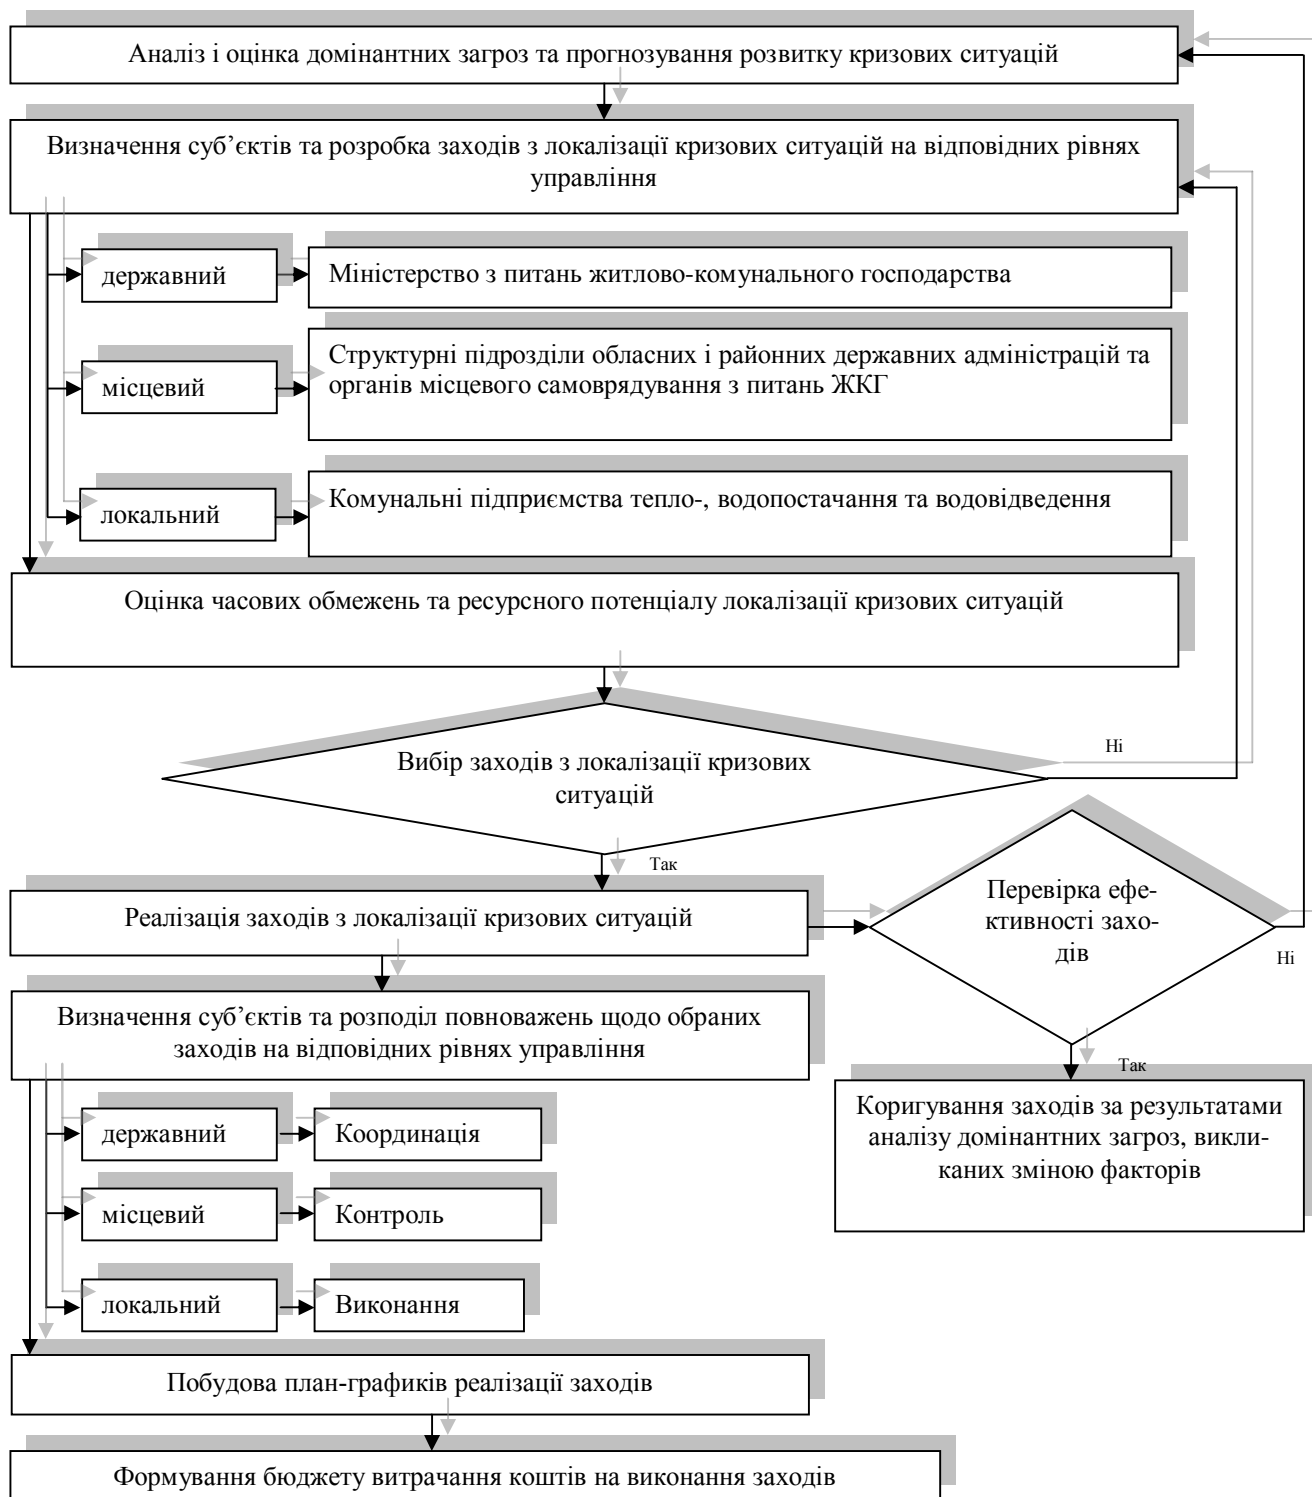 Аналіз і оцінка домінантних загроз та прогнозування розвитку кризових ситуацій
Визначення суб’єктів та розробка заходів з локалізації кризових ситуацій на відповідних рівнях
управління
державний
Міністерство з питань житлово-комунального господарства
місцевий
Структурні підрозділи обласних і районних державних адміністрацій та
органів місцевого самоврядування з питань ЖКГ
локальний
Комунальні підприємства тепло-, водопостачання та водовідведення
Оцінка часових обмежень та ресурсного потенціалу локалізації кризових ситуацій
Вибір заходів з локалізації кризових
ситуацій
Ні
Так
Реалізація заходів з локалізації кризових ситуацій
Перевірка ефе-
ктивності захо-
дів
Ні
Так
Визначення суб’єктів та розподіл повноважень щодо обраних
заходів на відповідних рівнях управління
державний
Координація
місцевий
Контроль
локальний
Виконання
Коригування заходів за результатами
аналізу домінантних загроз, викли-
каних зміною факторів
Побудова план-графиків реалізації заходів
Формування бюджету витрачання коштів на виконання заходів